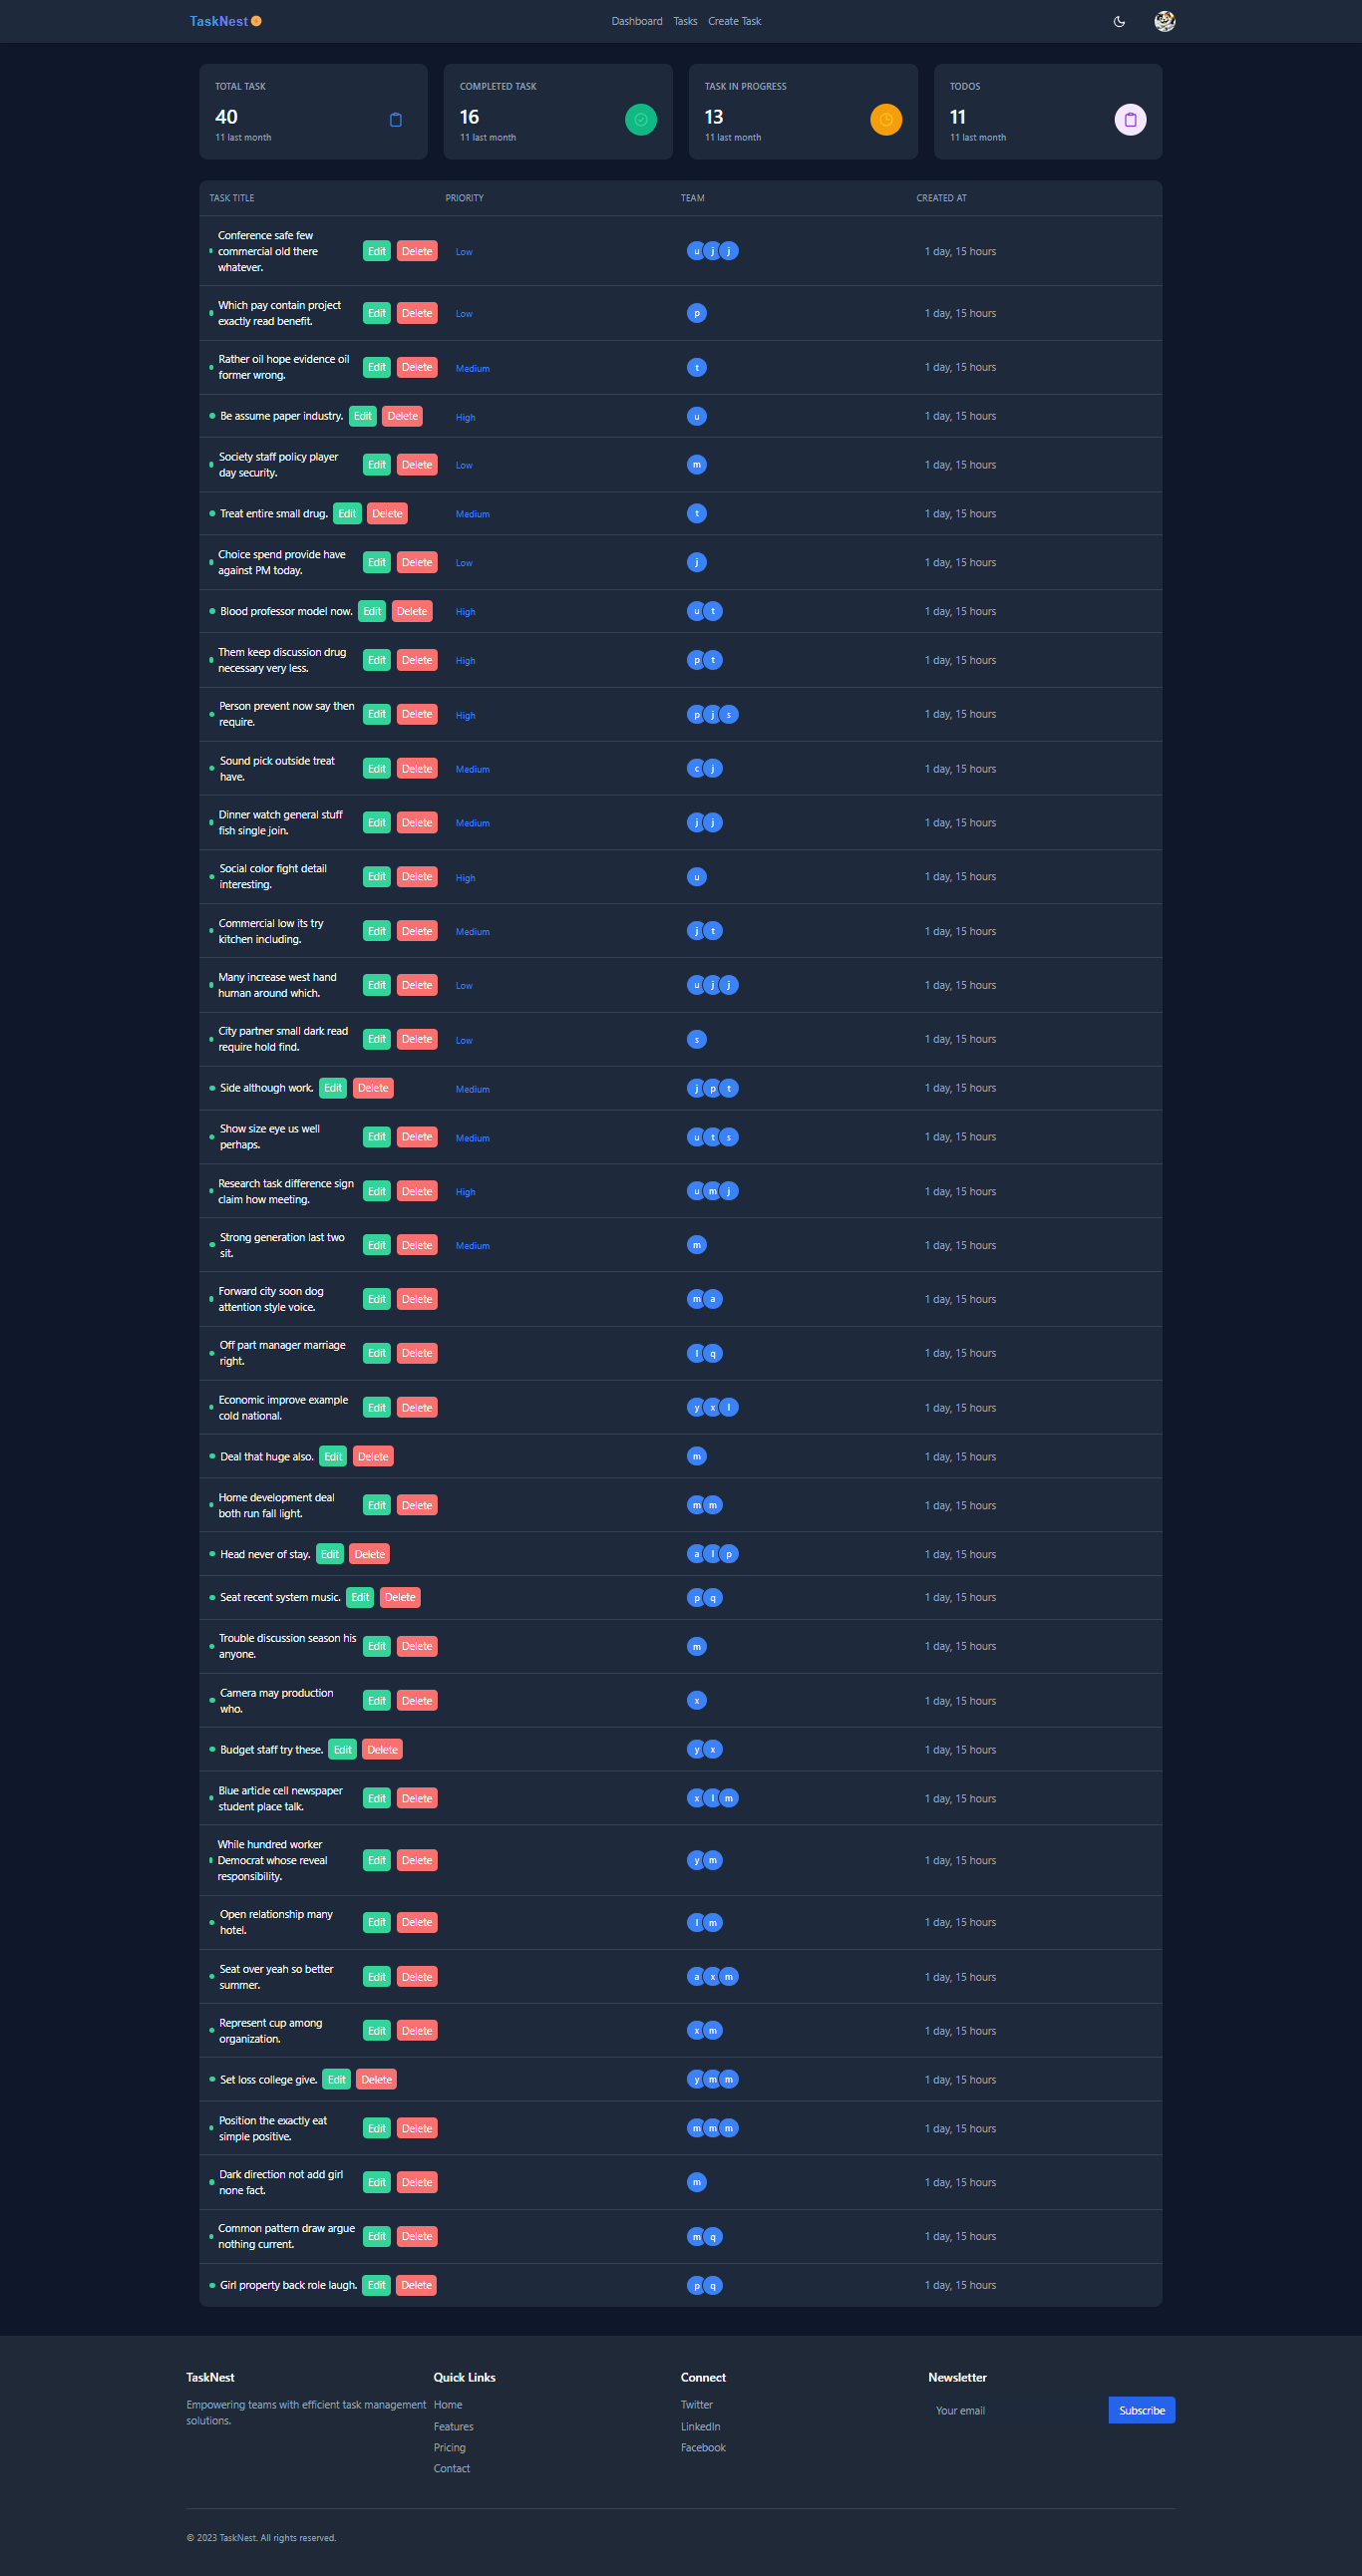 TaskNest
Dashboard Tasks Create Task
TOTAL TASK
40
11 last month
COMPLETED TASK
16
11 last month
TASK IN PROGRESS
13
11 last month
TODOS
11
11 last month
TASK TITLE PRIORITY TEAM CREATED AT
Conference safe few
commercial old there
whatever.
Edit Delete Low u j j 1 day, 15 hours
Which pay contain project
exactly read benefit.
Edit Delete Low p 1 day, 15 hours
Rather oil hope evidence oil
former wrong.
Edit Delete Medium t 1 day, 15 hours
Be assume paper industry. Edit Delete High u 1 day, 15 hours
Society staff policy player
day security.
Edit Delete Low m 1 day, 15 hours
Treat entire small drug. Edit Delete Medium t 1 day, 15 hours
Choice spend provide have
against PM today.
Edit Delete Low j 1 day, 15 hours
Blood professor model now. Edit Delete High u t 1 day, 15 hours
Them keep discussion drug
necessary very less.
Edit Delete High p t 1 day, 15 hours
Person prevent now say then
require.
Edit Delete High p j s 1 day, 15 hours
Sound pick outside treat
have.
Edit Delete Medium c j 1 day, 15 hours
Dinner watch general stuff
fish single join.
Edit Delete Medium j j 1 day, 15 hours
Social color fight detail
interesting.
Edit Delete High u 1 day, 15 hours
Commercial low its try
kitchen including.
Edit Delete Medium j t 1 day, 15 hours
Many increase west hand
human around which.
Edit Delete Low u j j 1 day, 15 hours
City partner small dark read
require hold find.
Edit Delete Low s 1 day, 15 hours
Side although work. Edit Delete Medium j p t 1 day, 15 hours
Show size eye us well
perhaps.
Edit Delete Medium u t s 1 day, 15 hours
Research task difference sign
claim how meeting.
Edit Delete High u m j 1 day, 15 hours
Strong generation last two
sit.
Edit Delete Medium m 1 day, 15 hours
Forward city soon dog
attention style voice.
Edit Delete m a 1 day, 15 hours
Off part manager marriage
right.
Edit Delete l q 1 day, 15 hours
Economic improve example
cold national.
Edit Delete y x l 1 day, 15 hours
Deal that huge also. Edit Delete m 1 day, 15 hours
Home development deal
both run fall light.
Edit Delete m m 1 day, 15 hours
Head never of stay. Edit Delete a l p 1 day, 15 hours
Seat recent system music. Edit Delete p q 1 day, 15 hours
Trouble discussion season his
anyone.
Edit Delete m 1 day, 15 hours
Camera may production
who.
Edit Delete x 1 day, 15 hours
Budget staff try these. Edit Delete y x 1 day, 15 hours
Blue article cell newspaper
student place talk.
Edit Delete x l m 1 day, 15 hours
While hundred worker
Democrat whose reveal
responsibility.
Edit Delete y m 1 day, 15 hours
Open relationship many
hotel.
Edit Delete l m 1 day, 15 hours
Seat over yeah so better
summer.
Edit Delete a x m 1 day, 15 hours
Represent cup among
organization.
Edit Delete x m 1 day, 15 hours
Set loss college give. Edit Delete y m m 1 day, 15 hours
Position the exactly eat
simple positive.
Edit Delete m m m 1 day, 15 hours
Dark direction not add girl
none fact.
Edit Delete m 1 day, 15 hours
Common pattern draw argue
nothing current.
Edit Delete m q 1 day, 15 hours
Girl property back role laugh. Edit Delete p q 1 day, 15 hours
TaskNest
Empowering teams with efficient task management
solutions.
Quick Links
Home
Features
Pricing
Contact
Connect
Twitter
LinkedIn
Facebook
Newsletter
Your email Subscribe
© 2023 TaskNest. All rights reserved.